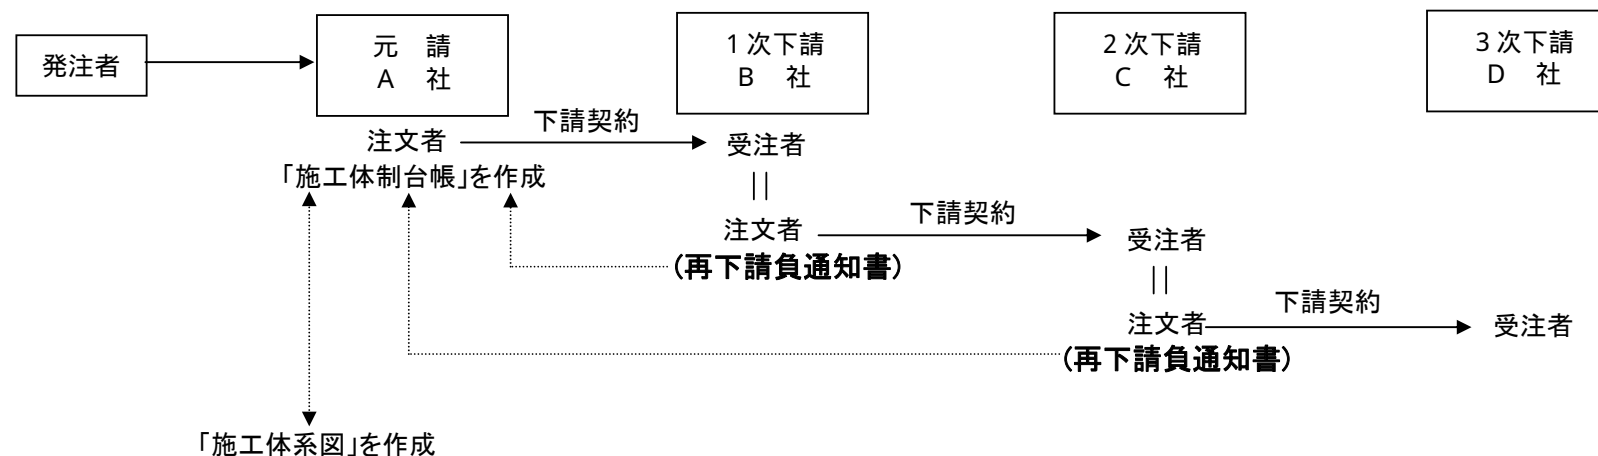 発注者
元　請
A　社
1次下請
B　社
2次下請
C　社
3次下請
D　社
注文者
下請契約
受注者
「施工体制台帳」を作成
||
注文者
下請契約
受注者
(再下請負通知書)
||
注文者
下請契約
受注者
(再下請負通知書)
「施工体系図」を作成